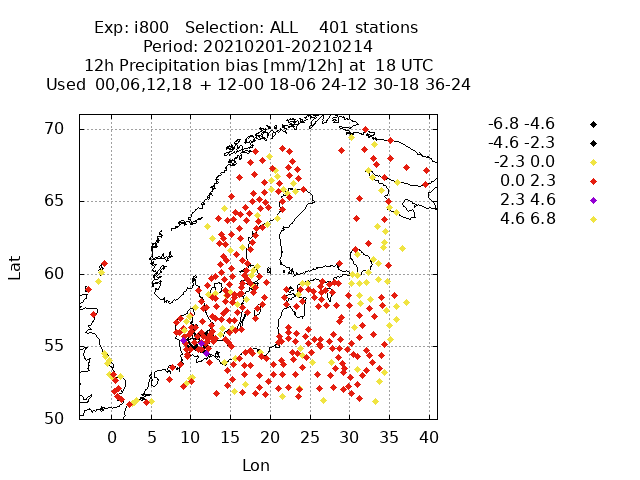 Exp: i800   Selection: ALL    401 stations
Period: 20210201-20210214
12h Precipitation bias [mm/12h] at  18 UTC
Used  00,06,12,18  + 12-00 18-06 24-12 30-18 36-24
-6.8 -4.6
-4.6 -2.3
-2.3 0.0
0.0 2.3
2.3 4.6
4.6 6.8
70
65
60
55
50
Lat
0 5 10 15 20 25 30 35 40
Lon